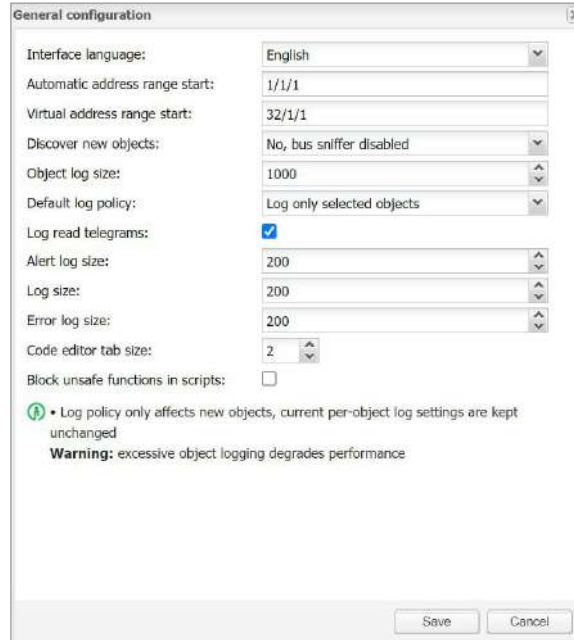 General configuration
Interface language: English
Automatic address range start: 1/1/1
Virtual address range start: 32/1/1
Discover new objects: No, bus sniffer disabled
Object log size: 1000
Default log policy: Log only selected objects
Log read telegrams:
Alert log size: 200
Log size: 200
Error log size: 200
Code editor tab size: 2
Block unsafe functions in scripts:
• Log policy only affects new objects, current per-object log settings are kept
unchanged
Warning: excessive object logging degrades performance
Save Cancel